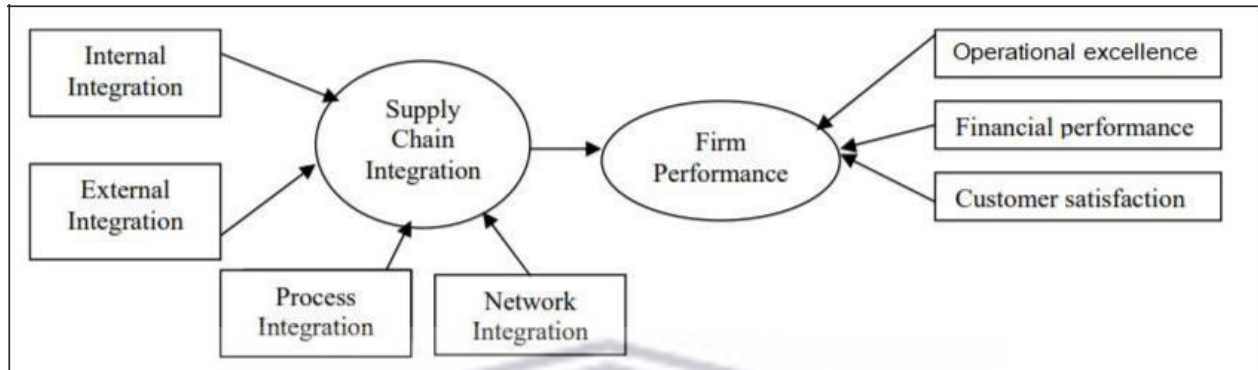 Internal
Integration
External
Integration
Process
Integration
Network
Integration
Supply
Chain
Integration
Firm
Performance
Operational excellence
Financial performance
Customer satisfaction